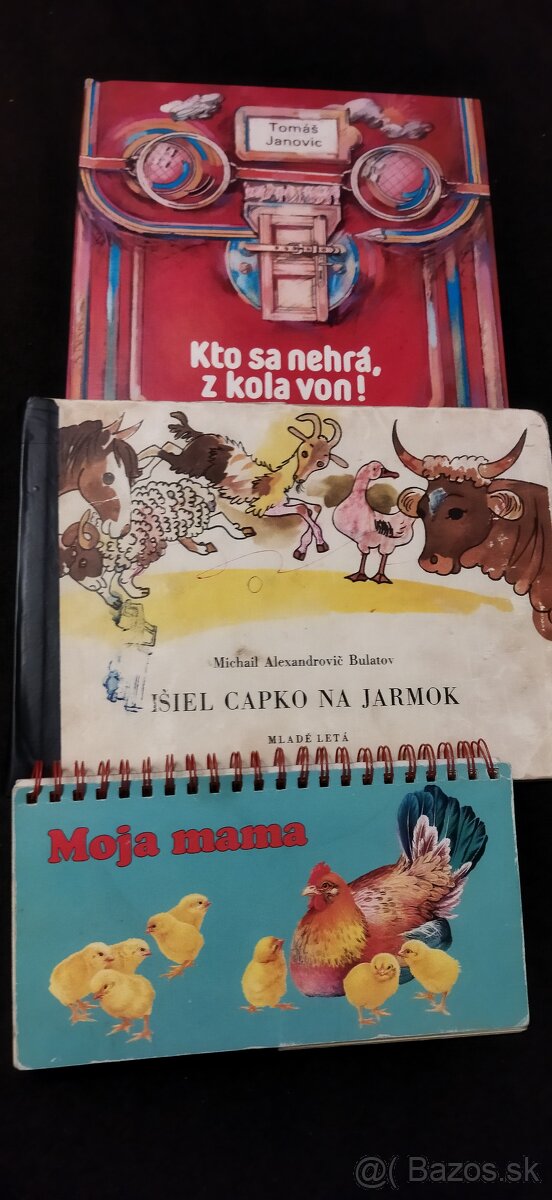 Tomáš
Janovic
Kto sa nehrá,
z kola von!
Michail Alexandrovič Bulatov
IŠIEL CAPKO NA JARMOK
MLADÉ LETÁ
Moja mama
@( Bazos.sk